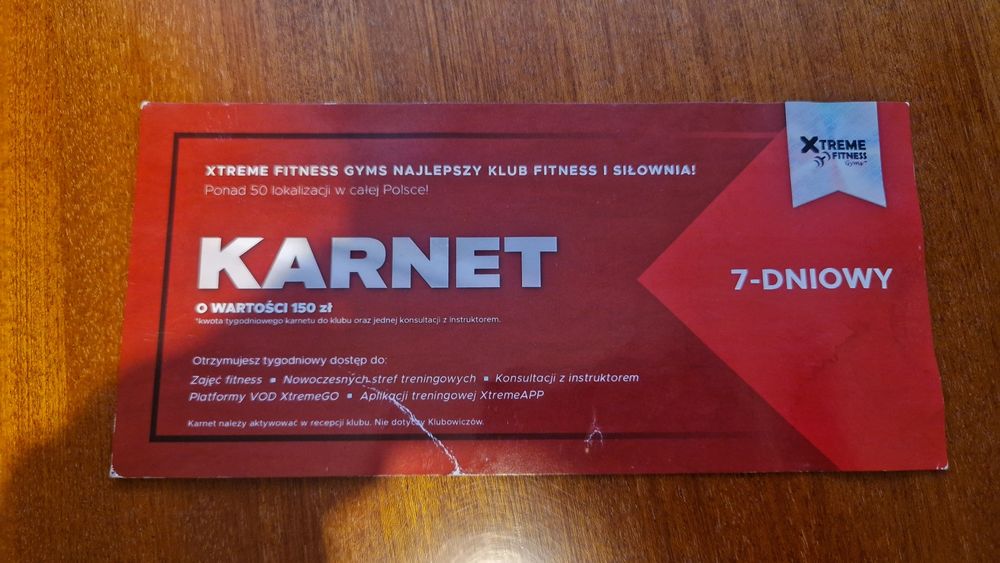 XTREME FITNESS GYMS NAJLEPSZY KLUB FITNESS I SIŁOWNIA!
Ponad 50 lokalizacji w całej Polsce!
XTREME
FITNESS
Gyms
KARNET
7-DNIOWY
O WARTOŚCI 150 zł
*kwota tygodniowego karnetu do klubu oraz jednej konsultacji z instruktorem.
Otrzymujesz tygodniowy dostęp do:
Zajęć fitness ▪ Nowoczesnych stref treningowych ▪ Konsultacji z instruktorem
Platformy VOD XtremeGO ▪ Aplikacji treningowej XtremeAPP
Karnet należy aktywować w recepcji klubu. Nie dotyczy Klubowiczów.